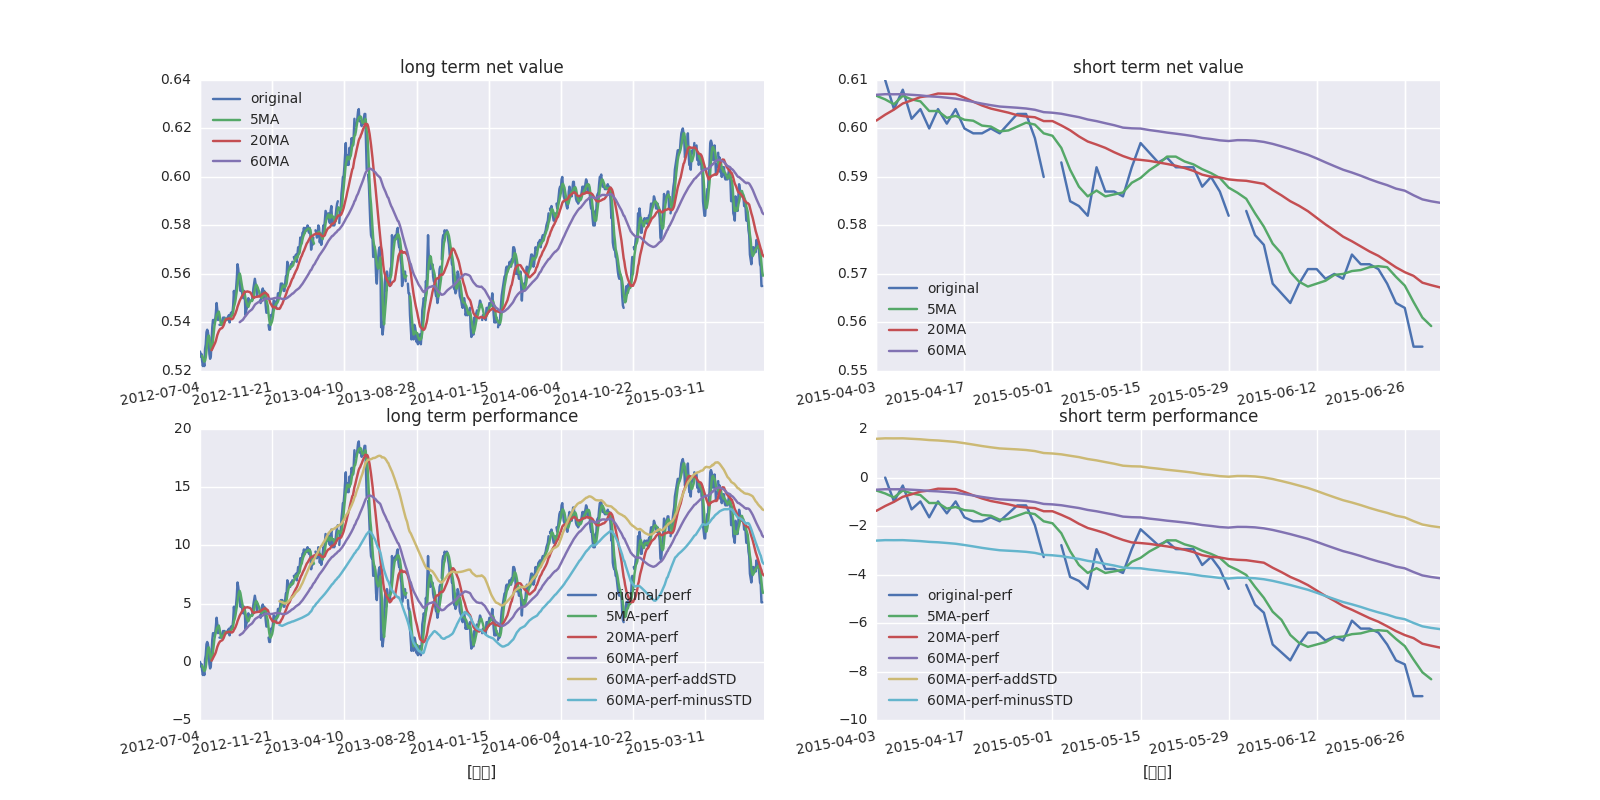 long term net value
0.64
0.62
0.60
0.58
0.56
0.54
0.52
original
5MA
20MA
60MA
2012-07-04
2012-11-21
2013-04-10
2013-08-28
2014-01-15
2014-06-04
2014-10-22
2015-03-11
short term net value
0.61
0.60
0.59
0.58
0.57
0.56
0.55
original
5MA
20MA
60MA
2015-04-03
2015-04-17
2015-05-01
2015-05-15
2015-05-29
2015-06-12
2015-06-26
long term performance
20
15
10
5
0
−5
original-perf
5MA-perf
20MA-perf
60MA-perf
60MA-perf-addSTD
60MA-perf-minusSTD
2012-07-04
2012-11-21
2013-04-10
2013-08-28
2014-01-15
2014-06-04
2014-10-22
2015-03-11
short term performance
2
0
−2
−4
−6
−8
−10
original-perf
5MA-perf
20MA-perf
60MA-perf
60MA-perf-addSTD
60MA-perf-minusSTD
2015-04-03
2015-04-17
2015-05-01
2015-05-15
2015-05-29
2015-06-12
2015-06-26